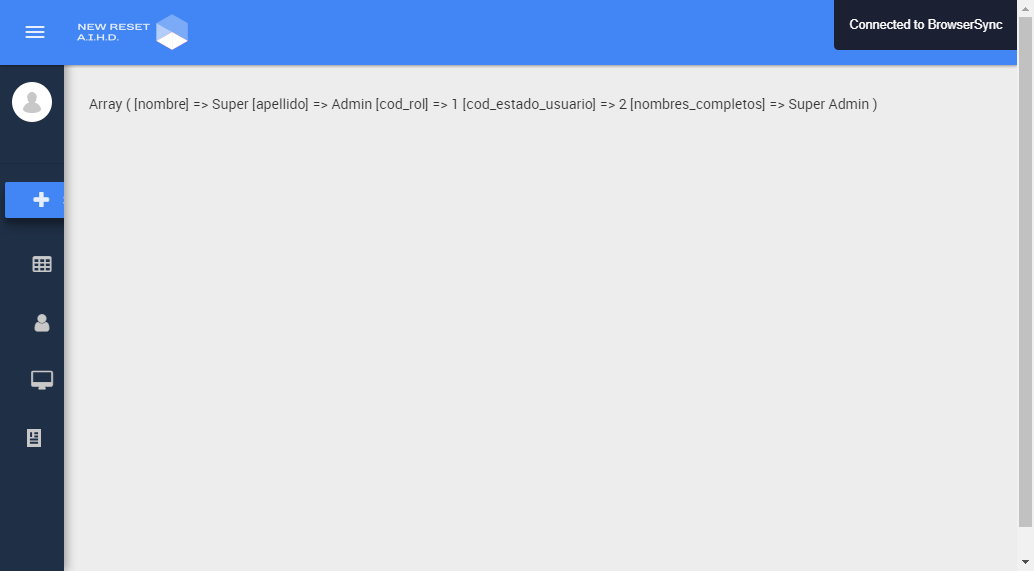 NEW RESET
A.I.H.D.
Connected to BrowserSync
Array ( [nombre] => Super [apellido] => Admin [cod_rol] => 1 [cod_estado_usuario] => 2 [nombres_completos] => Super Admin )